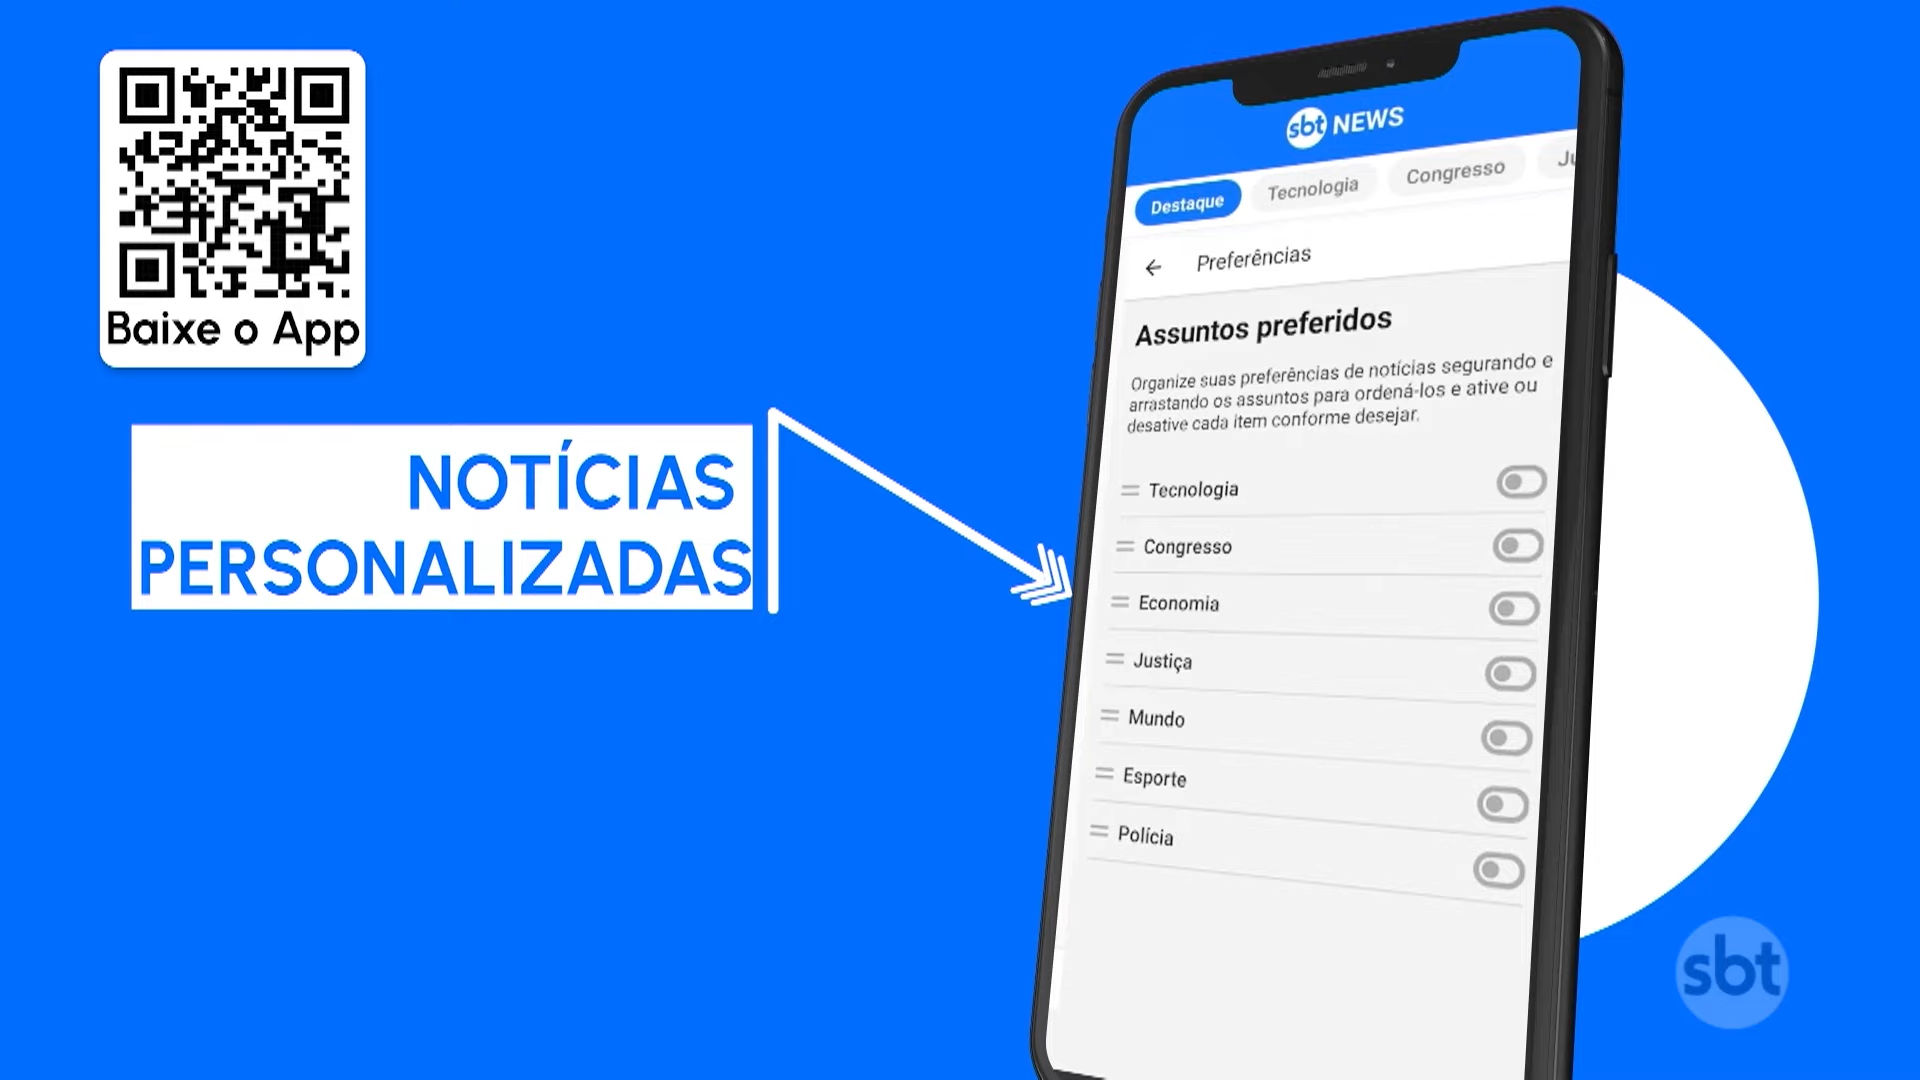 Baixe o App
NOTÍCIAS
PERSONALIZADAS
sbt NEWS
Destaque Tecnologia Congresso Ju
Preferências
Assuntos preferidos
Organize suas preferências de notícias segurando e
arrastando os assuntos para ordená-los e ative ou
desative cada item conforme desejar.
Tecnologia
Congresso
Economia
Justiça
Mundo
Esporte
Polícia
sbt